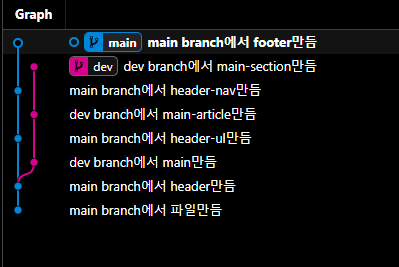 Graph
main main branch에서 footer만듬
dev dev branch에서 main-section만듬
main branch에서 header-nav만듬
dev branch에서 main-article만듬
main branch에서 header-ul만듬
dev branch에서 main만듬
main branch에서 header만듬
main branch에서 파일만듬